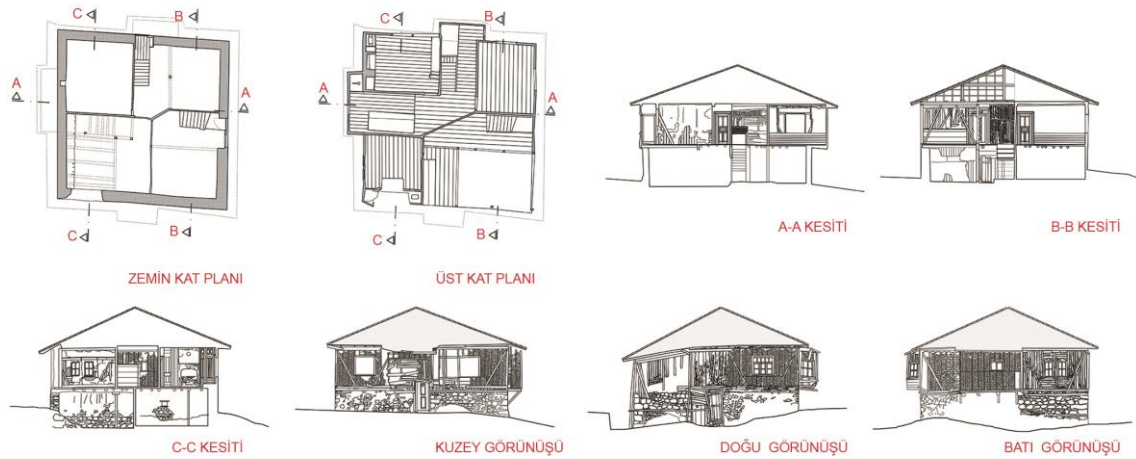 C
B
A
A
C
B
ZEMİN KAT PLANI
C
B
A
A
C
B
ÜST KAT PLANI
A-A KESİTİ
B-B KESİTİ
C-C KESİTİ
KUZEY GÖRÜNÜŞÜ
DOĞU GÖRÜNÜŞÜ
BATI GÖRÜNÜŞÜ